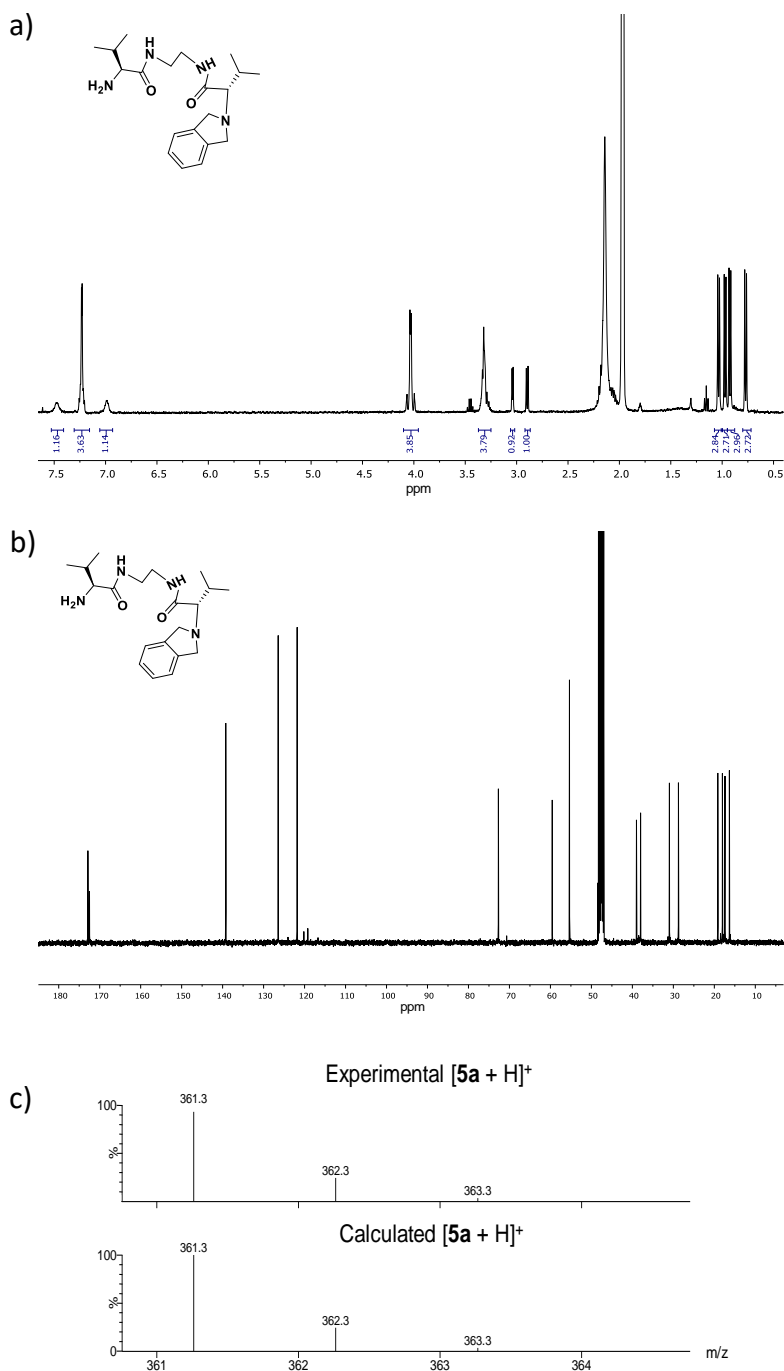 a)
H
N
NH
H₂N
O
O
N
1.16
3.63
1.14
3.85
3.79
0.92
1.00
2.84
2.71
2.96
2.72
7.5 7.0 6.5 6.0 5.5 5.0 4.5 4.0 3.5 3.0 2.5 2.0 1.5 1.0 0.5
ppm
b)
H
N
NH
H₂N
O
O
N
180 170 160 150 140 130 120 110 100 90 80 70 60 50 40 30 20 10
ppm
c)
Experimental [5a + H]⁺
100
%
361.3
362.3
363.3
Calculated [5a + H]⁺
100
%
0
361.3
362.3
363.3
m/z
361 362 363 364